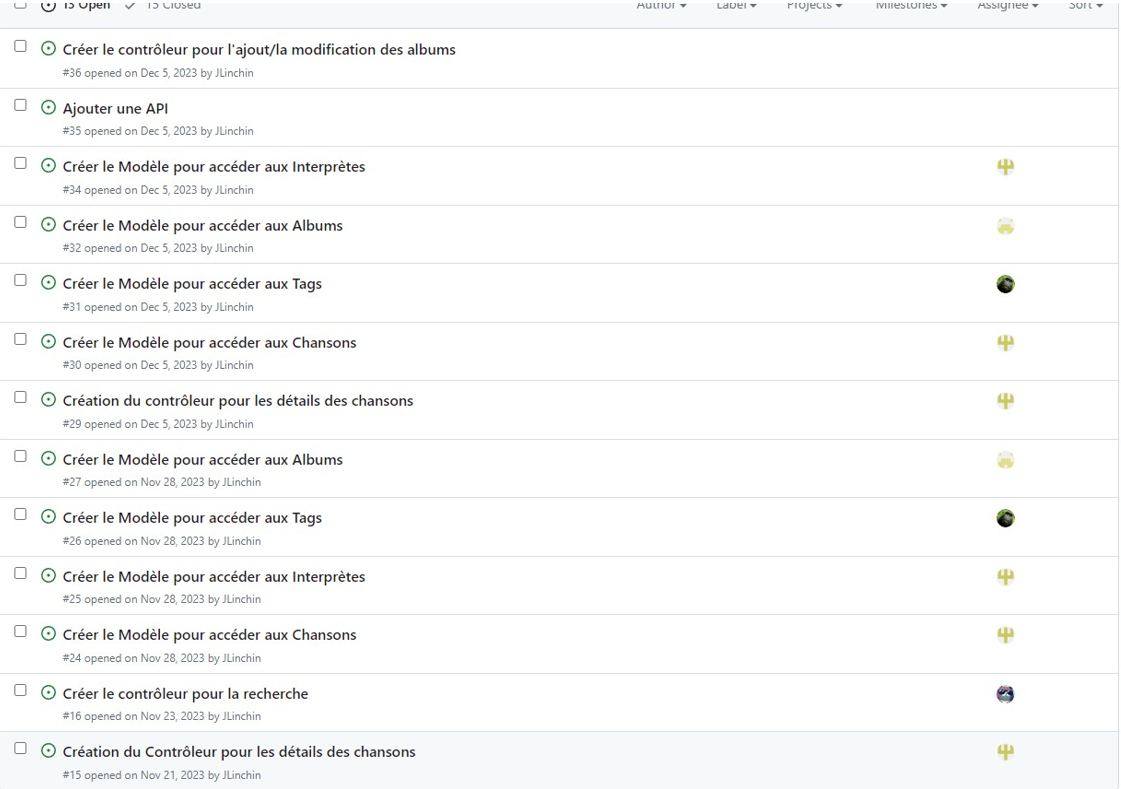 13 Open 15 Closed Author Label Projects Milestones Assignee Sort
Créer le contrôleur pour l'ajout/la modification des albums
#36 opened on Dec 5, 2023 by JLinchin
Ajouter une API
#35 opened on Dec 5, 2023 by JLinchin
Créer le Modèle pour accéder aux Interprètes
#34 opened on Dec 5, 2023 by JLinchin
Créer le Modèle pour accéder aux Albums
#32 opened on Dec 5, 2023 by JLinchin
Créer le Modèle pour accéder aux Tags
#31 opened on Dec 5, 2023 by JLinchin
Créer le Modèle pour accéder aux Chansons
#30 opened on Dec 5, 2023 by JLinchin
Création du contrôleur pour les détails des chansons
#29 opened on Dec 5, 2023 by JLinchin
Créer le Modèle pour accéder aux Albums
#27 opened on Nov 28, 2023 by JLinchin
Créer le Modèle pour accéder aux Tags
#26 opened on Nov 28, 2023 by JLinchin
Créer le Modèle pour accéder aux Interprètes
#25 opened on Nov 28, 2023 by JLinchin
Créer le Modèle pour accéder aux Chansons
#24 opened on Nov 28, 2023 by JLinchin
Créer le contrôleur pour la recherche
#16 opened on Nov 23, 2023 by JLinchin
Création du Contrôleur pour les détails des chansons
#15 opened on Nov 21, 2023 by JLinchin